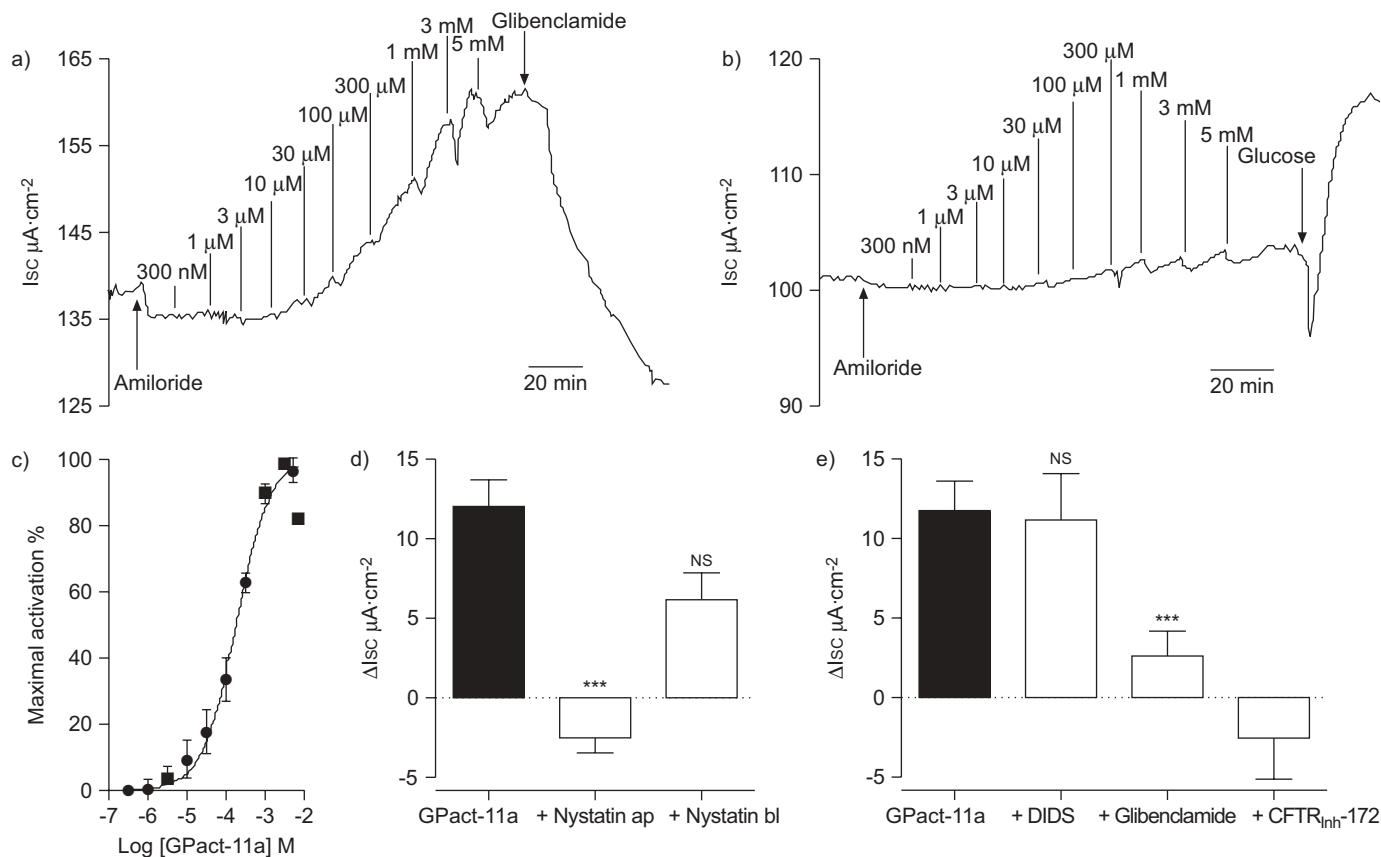 a)
165
155
145
135
125
Isc µA·cm-2
Amiloride
300 nM
1 µM
3 µM
10 µM
30 µM
100 µM
300 µM
1 mM
3 mM
5 mM
Glibenclamide
20 min
b)
120
110
100
90
Isc µA·cm-2
Amiloride
300 nM
1 µM
3 µM
10 µM
30 µM
100 µM
300 µM
1 mM
3 mM
5 mM
Glucose
20 min
c)
100
80
60
40
20
0
Maximal activation %
-7 -6 -5 -4 -3 -2
Log [GPact-11a] M
d)
15
10
5
0
-5
ΔIsc µA·cm-2
***
NS
GPact-11a + Nystatin ap + Nystatin bl
e)
15
10
5
0
-5
ΔIsc µA·cm-2
NS
***
GPact-11a + DIDS + Glibenclamide + CFTRInh-172